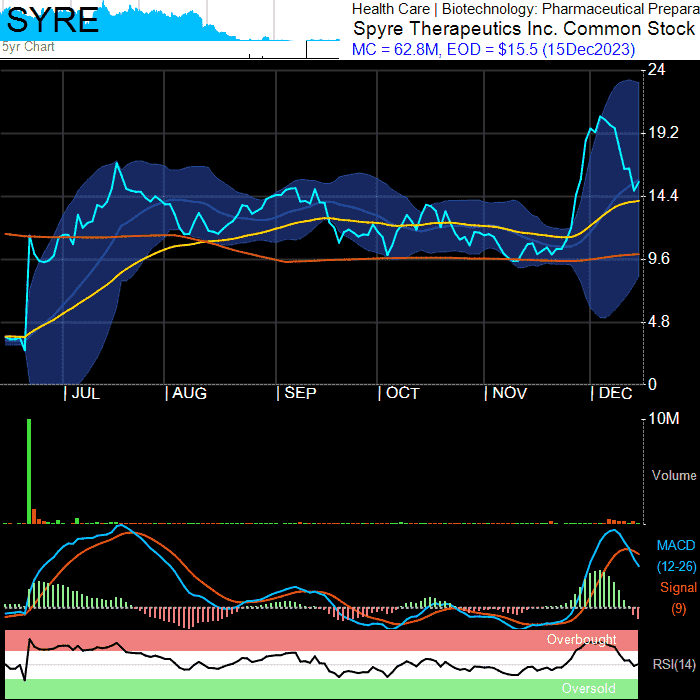 SYRE
5yr Chart
Health Care | Biotechnology: Pharmaceutical Prepara
Spyre Therapeutics Inc. Common Stock
MC = 62.8M, EOD = $15.5 (15Dec2023)
24
19.2
14.4
9.6
4.8
0
| JUL | AUG | SEP | OCT | NOV | DEC
10M
Volume
MACD
(12-26)
Signal
(9)
Overbought
RSI(14)
Oversold